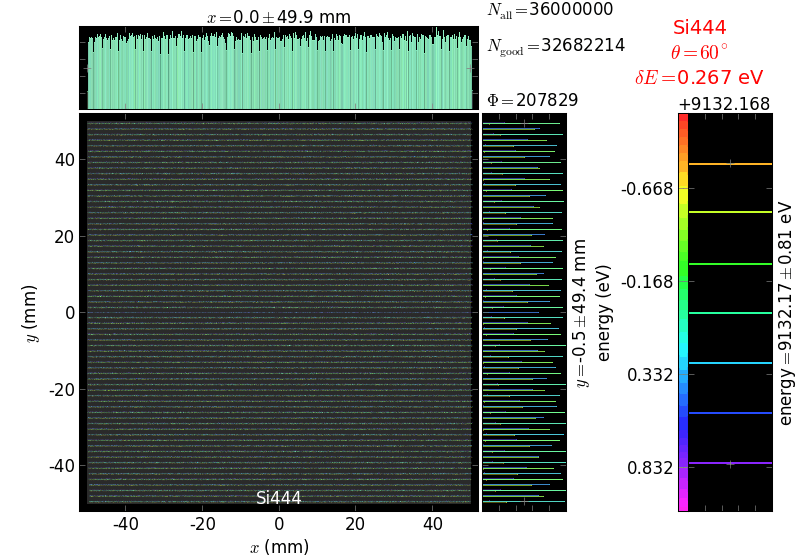 x=0.0±49.9 mm
N_all=36000000
N_good=32682214
Φ=207829
Si444
θ=60°
δE=0.267 eV
+9132.168
40
20
0
-20
-40
y (mm)
Si444
-40
-20
0
20
40
x (mm)
y=-0.5±49.4 mm
energy (eV)
-0.668
-0.168
0.332
0.832
energy=9132.17±0.81 eV